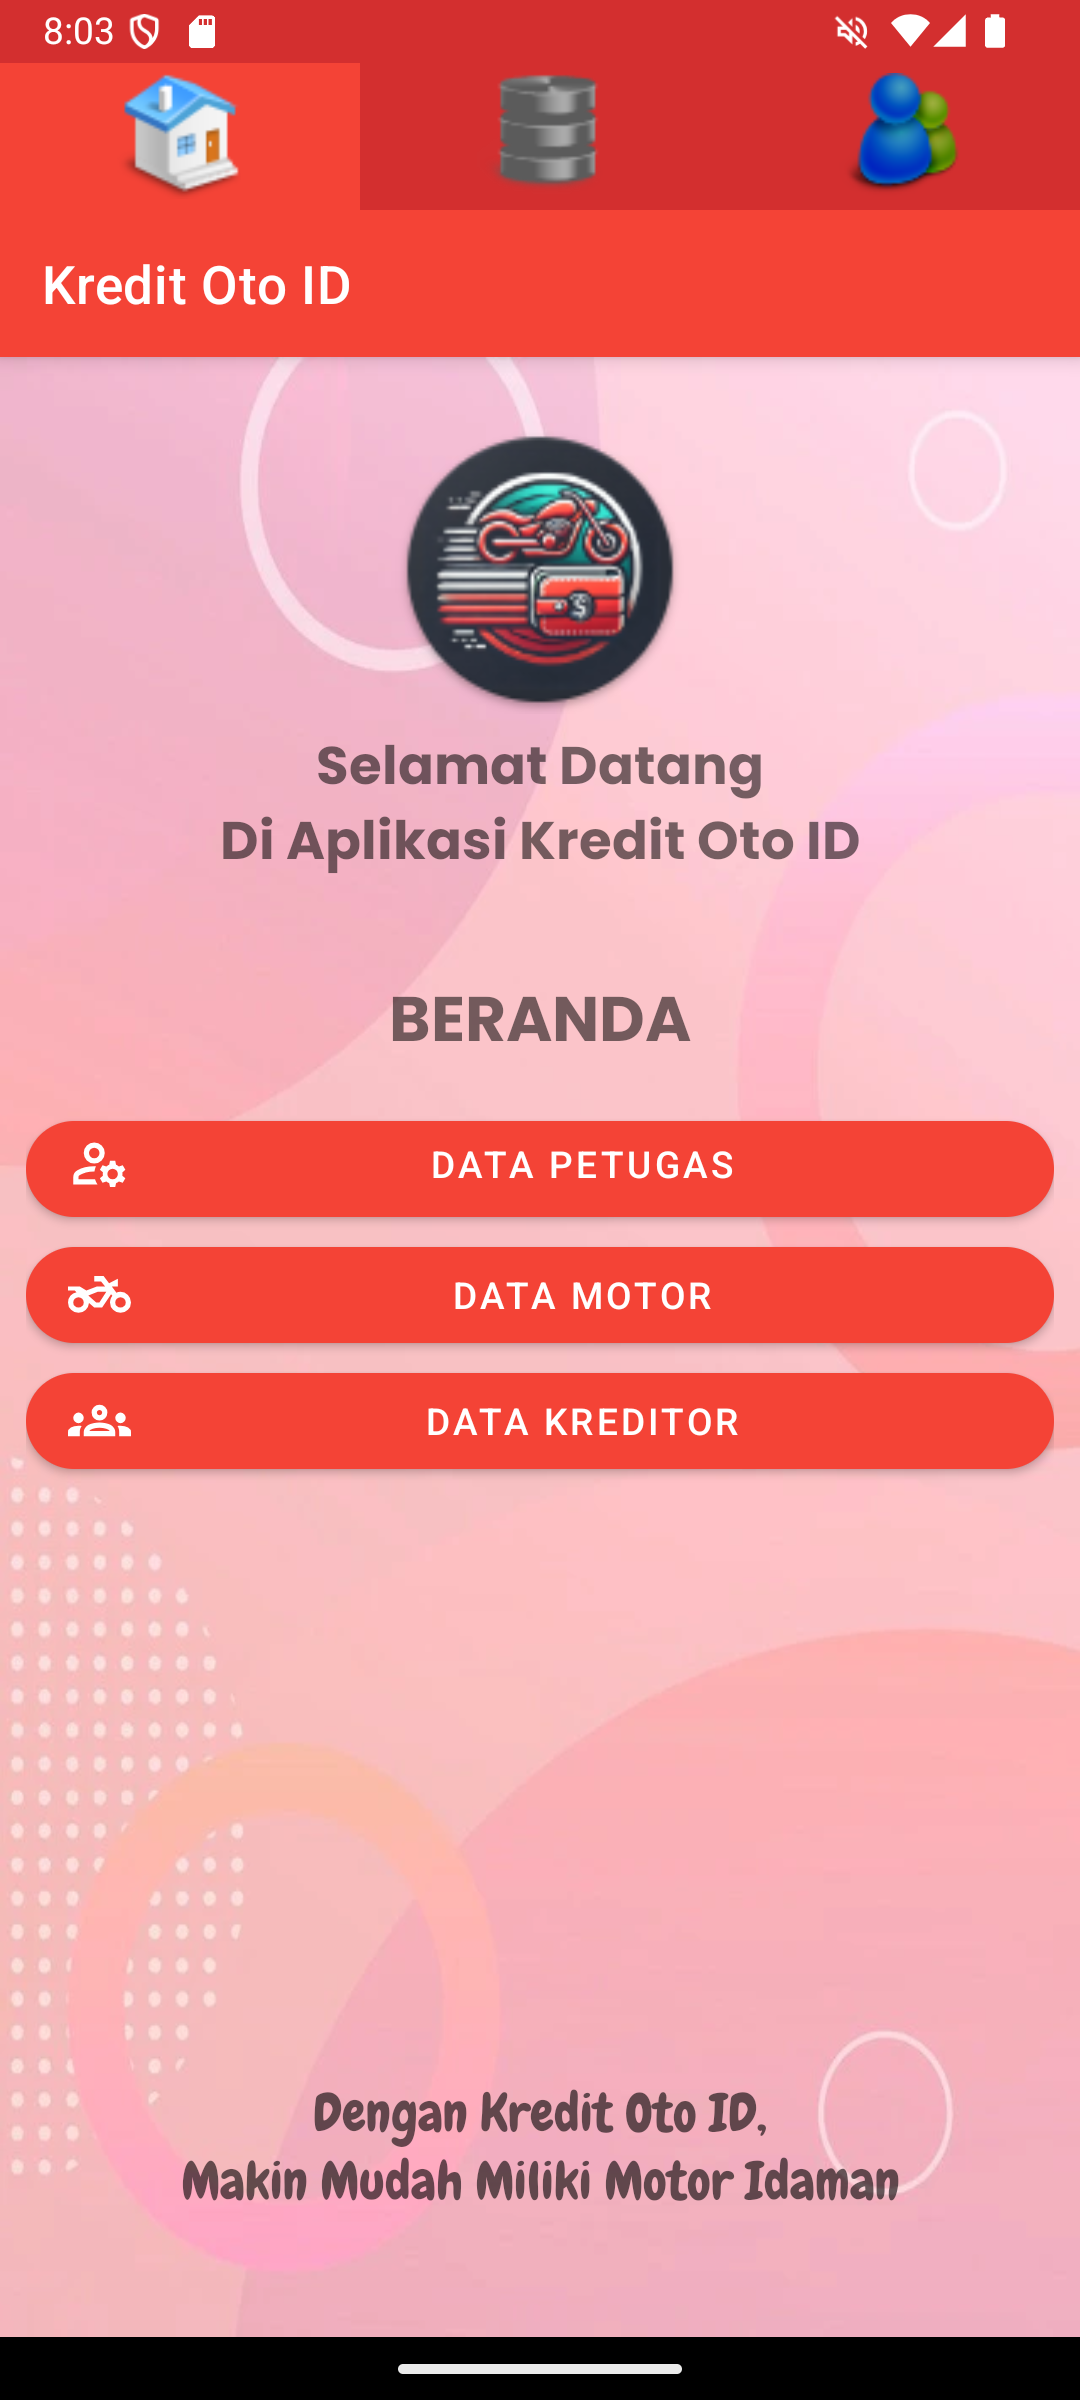 8:03
Kredit Oto ID
$
Selamat Datang
Di Aplikasi Kredit Oto ID
BERANDA
DATA PETUGAS
DATA MOTOR
DATA KREDITOR
Dengan Kredit Oto ID,
Makin Mudah Miliki Motor Idaman